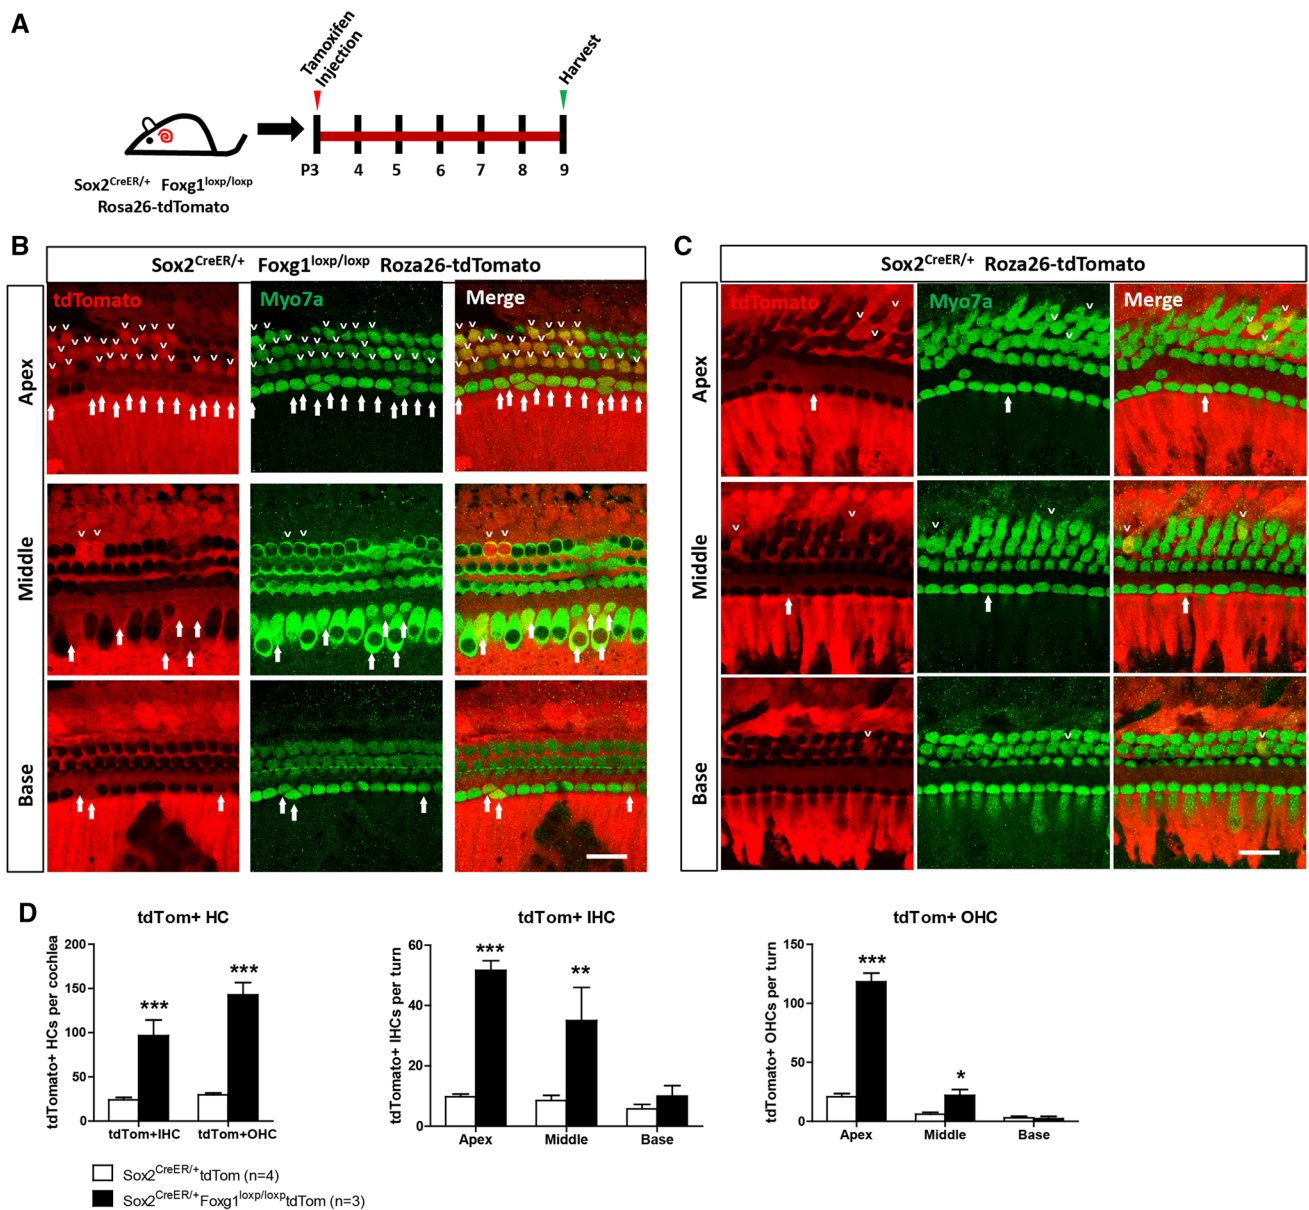 A
Tamoxifen
Injection
Harvest
P3 4 5 6 7 8 9
Sox2CreER/+ Foxg1loxp/loxp
Rosa26-tdTomato
B
Sox2CreER/+ Foxg1loxp/loxp Roza26-tdTomato
tdTomato Myo7a Merge
Apex
Middle
Base
C
Sox2CreER/+ Roza26-tdTomato
tdTomato Myo7a Merge
Apex
Middle
Base
D
tdTom+ HC
tdTomato+ HCs per cochlea
200
150
100
50
0
***
***
tdTom+IHC tdTom+OHC
tdTom+ IHC
tdTomato+ IHCs per turn
60
40
20
0
***
**
Apex Middle Base
tdTom+ OHC
tdTomato+ OHCs per turn
150
100
50
0
***
*
Apex Middle Base
Sox2CreER/+tdTom (n=4)
Sox2CreER/+Foxg1loxp/loxptdTom (n=3)